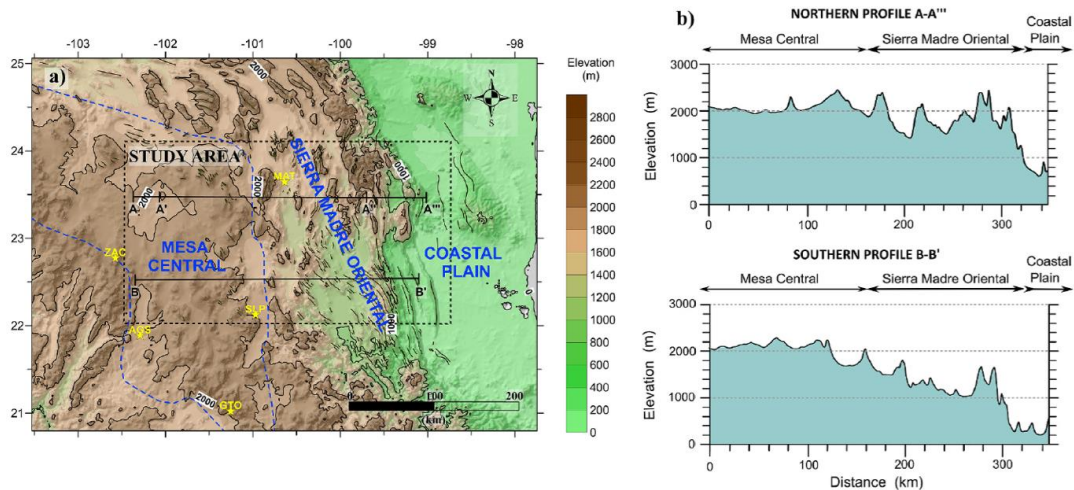 -103 -102 -101 -100 -99 -98
25
24
23
22
21
a)
N
W E
S
2000
STUDY AREA
MAT
1000
2000
2000
A A' A'' A'''
ZAC
MESA
CENTRAL
SIERRA MADRE ORIENTAL
COASTAL
PLAIN
B B'
SLP
AGS
1000
2000
GTO
0 100 200
(km)
Elevation
(m)
2800
2600
2400
2200
2000
1800
1600
1400
1200
1000
800
600
400
200
0
b)
NORTHERN PROFILE A-A'''
Coastal
Plain
Mesa Central Sierra Madre Oriental
3000
2000
1000
0
Elevation (m)
0 100 200 300
SOUTHERN PROFILE B-B'
Coastal
Plain
Mesa Central Sierra Madre Oriental
3000
2000
1000
0
Elevation (m)
0 100 200 300
Distance (km)